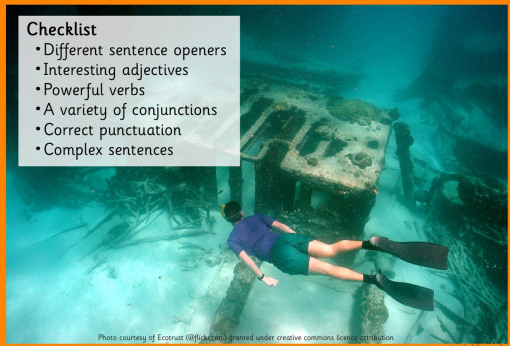 Checklist
•Different sentence openers
•Interesting adjectives
•Powerful verbs
•A variety of conjunctions
•Correct punctuation
•Complex sentences
Photo courtesy of Ecotrust (@flickr.com) granted under creative commons licence attribution